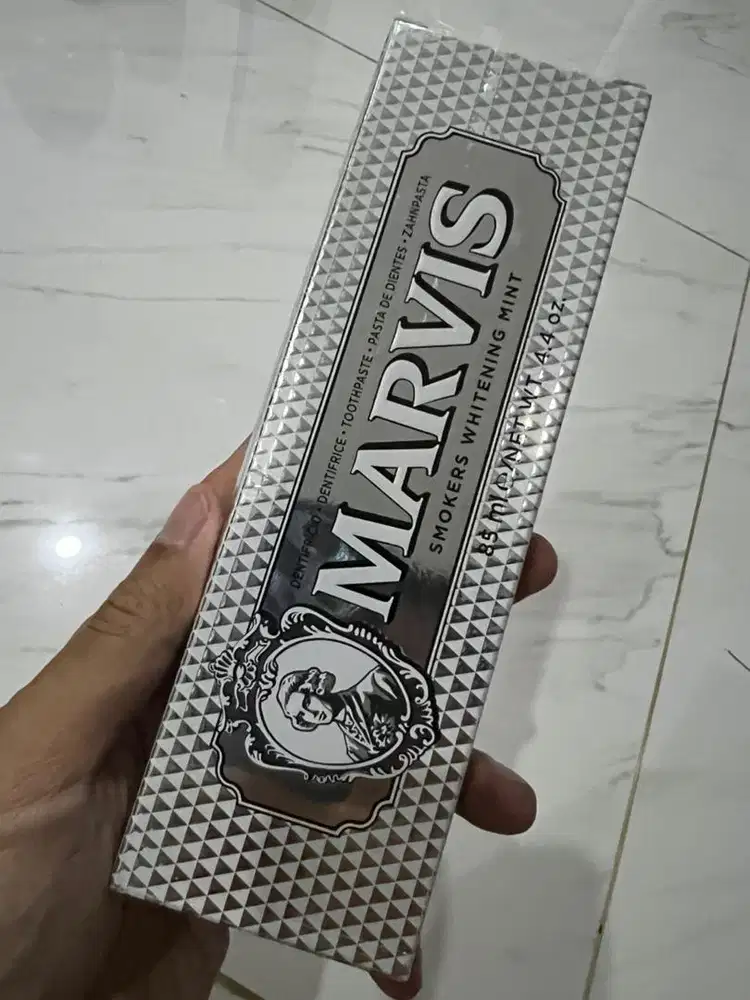 DENTIFRICIO • DENTIFRICE • TOOTHPASTE • PASTA DE DIENTES • ZAHNPASTA
MARVIS
SMOKERS WHITENING MINT
85 ml ℮/NET WT. 4.4 oz.